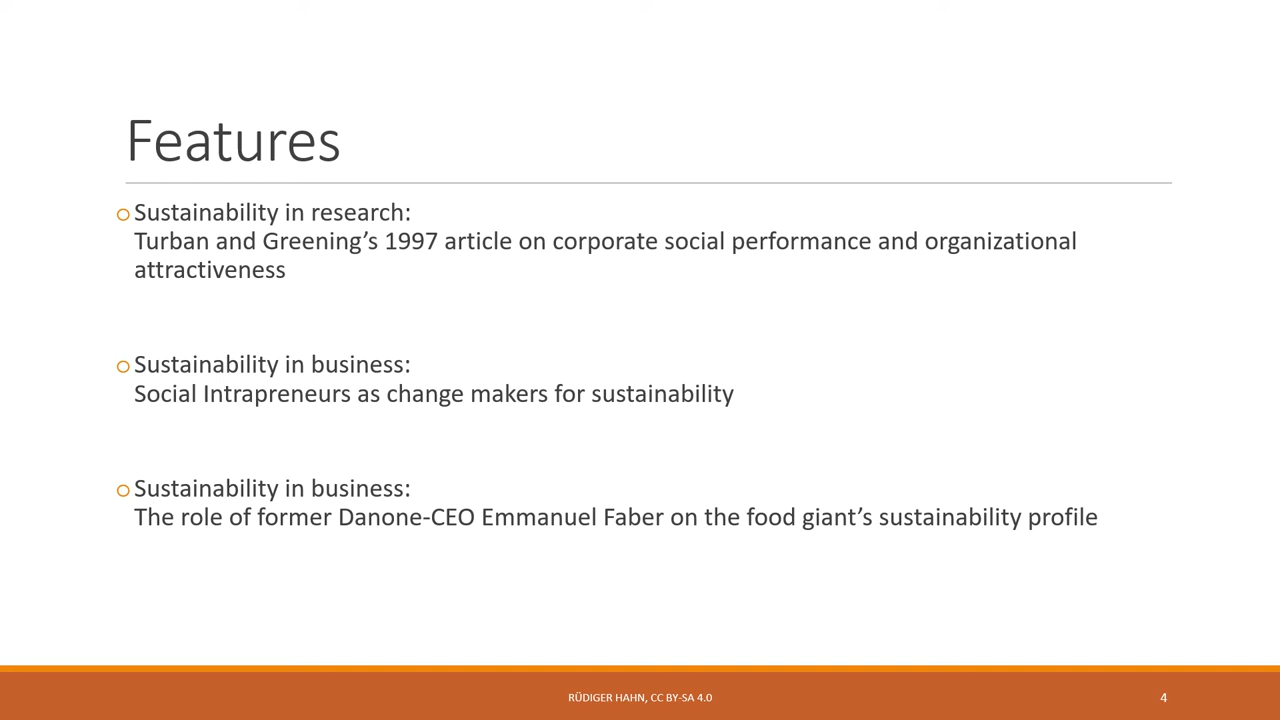 Features
Sustainability in research:
Turban and Greening’s 1997 article on corporate social performance and organizational
attractiveness
Sustainability in business:
Social Intrapreneurs as change makers for sustainability
Sustainability in business:
The role of former Danone-CEO Emmanuel Faber on the food giant’s sustainability profile
RÜDIGER HAHN, CC BY-SA 4.0
4